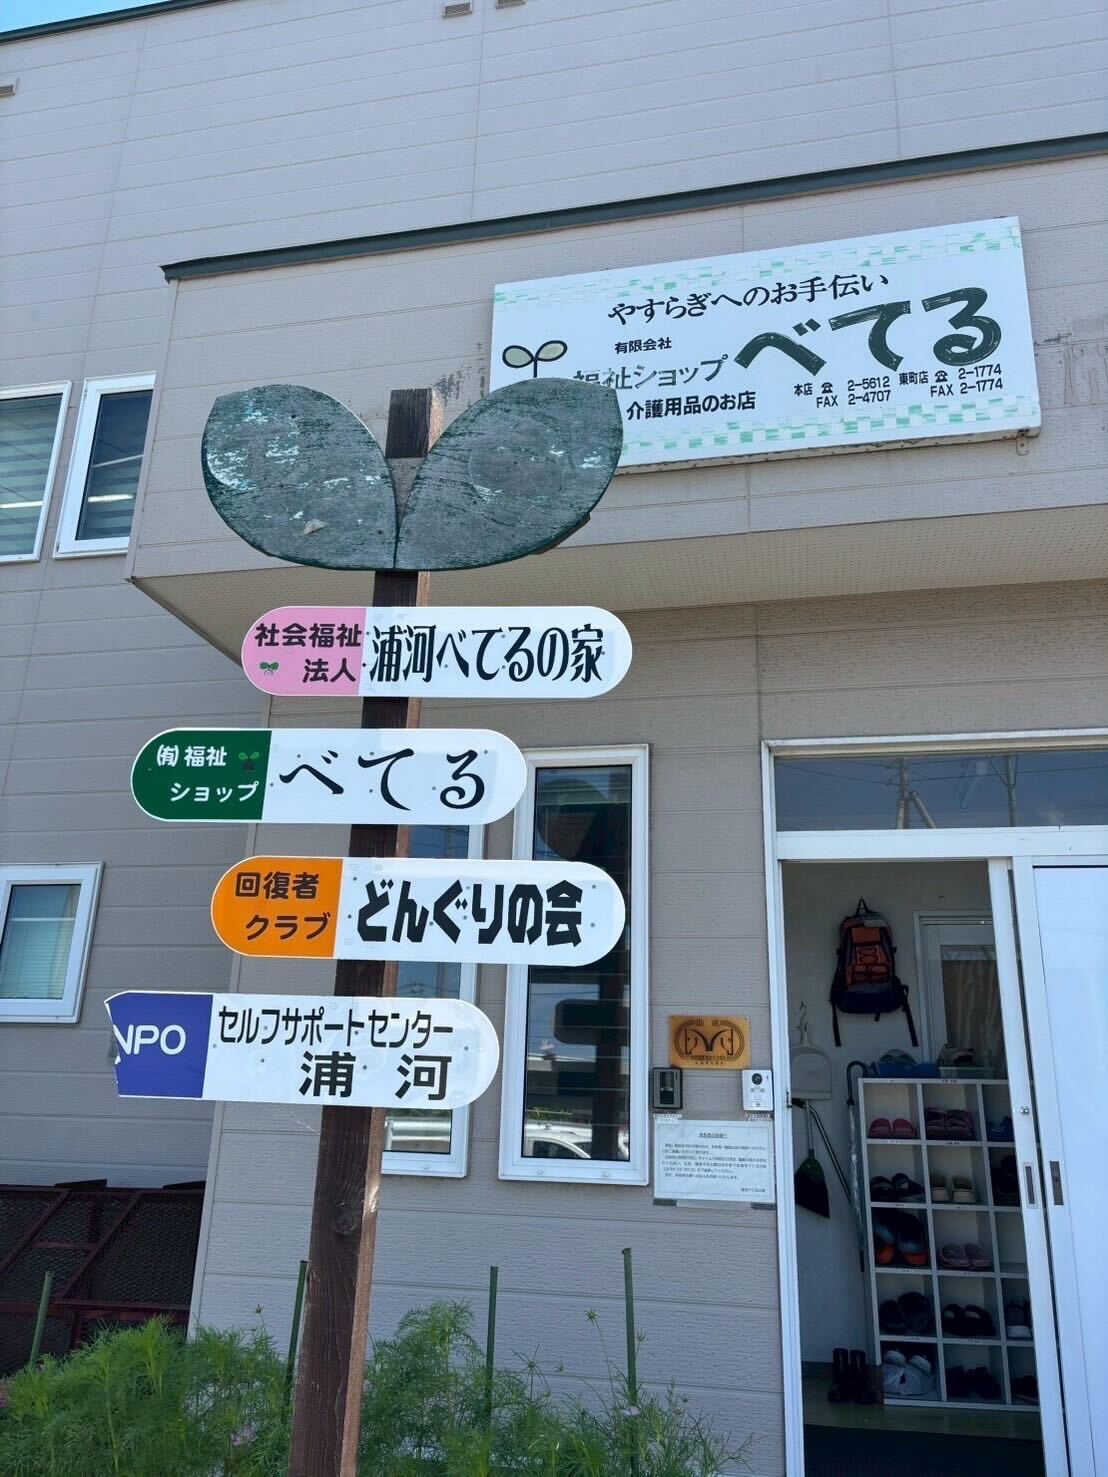 やすらぎへのお手伝い
有限会社
福祉ショップ べてる
介護用品のお店
本店 ☎ 2-5612 東町店 ☎ 2-1774
FAX 2-4707 FAX 2-1774
社会福祉法人 浦河べてるの家
㈲福祉ショップ べてる
回復者クラブ どんぐりの会
NPO セルフサポートセンター
浦河